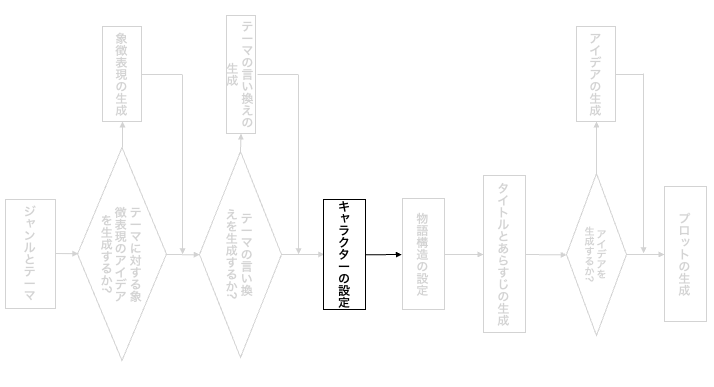 ジャンルとテーマ
象徴表現の生成
テーマに対する象
徴表現のアイデア
を生成するか?
テーマの言い換えの
生成
テーマの言い換
えを生成するか?
キャラクターの設定
物語構造の設定
タイトルとあらすじの生成
アイデアの生成
アイデアを
生成するか?
プロットの生成